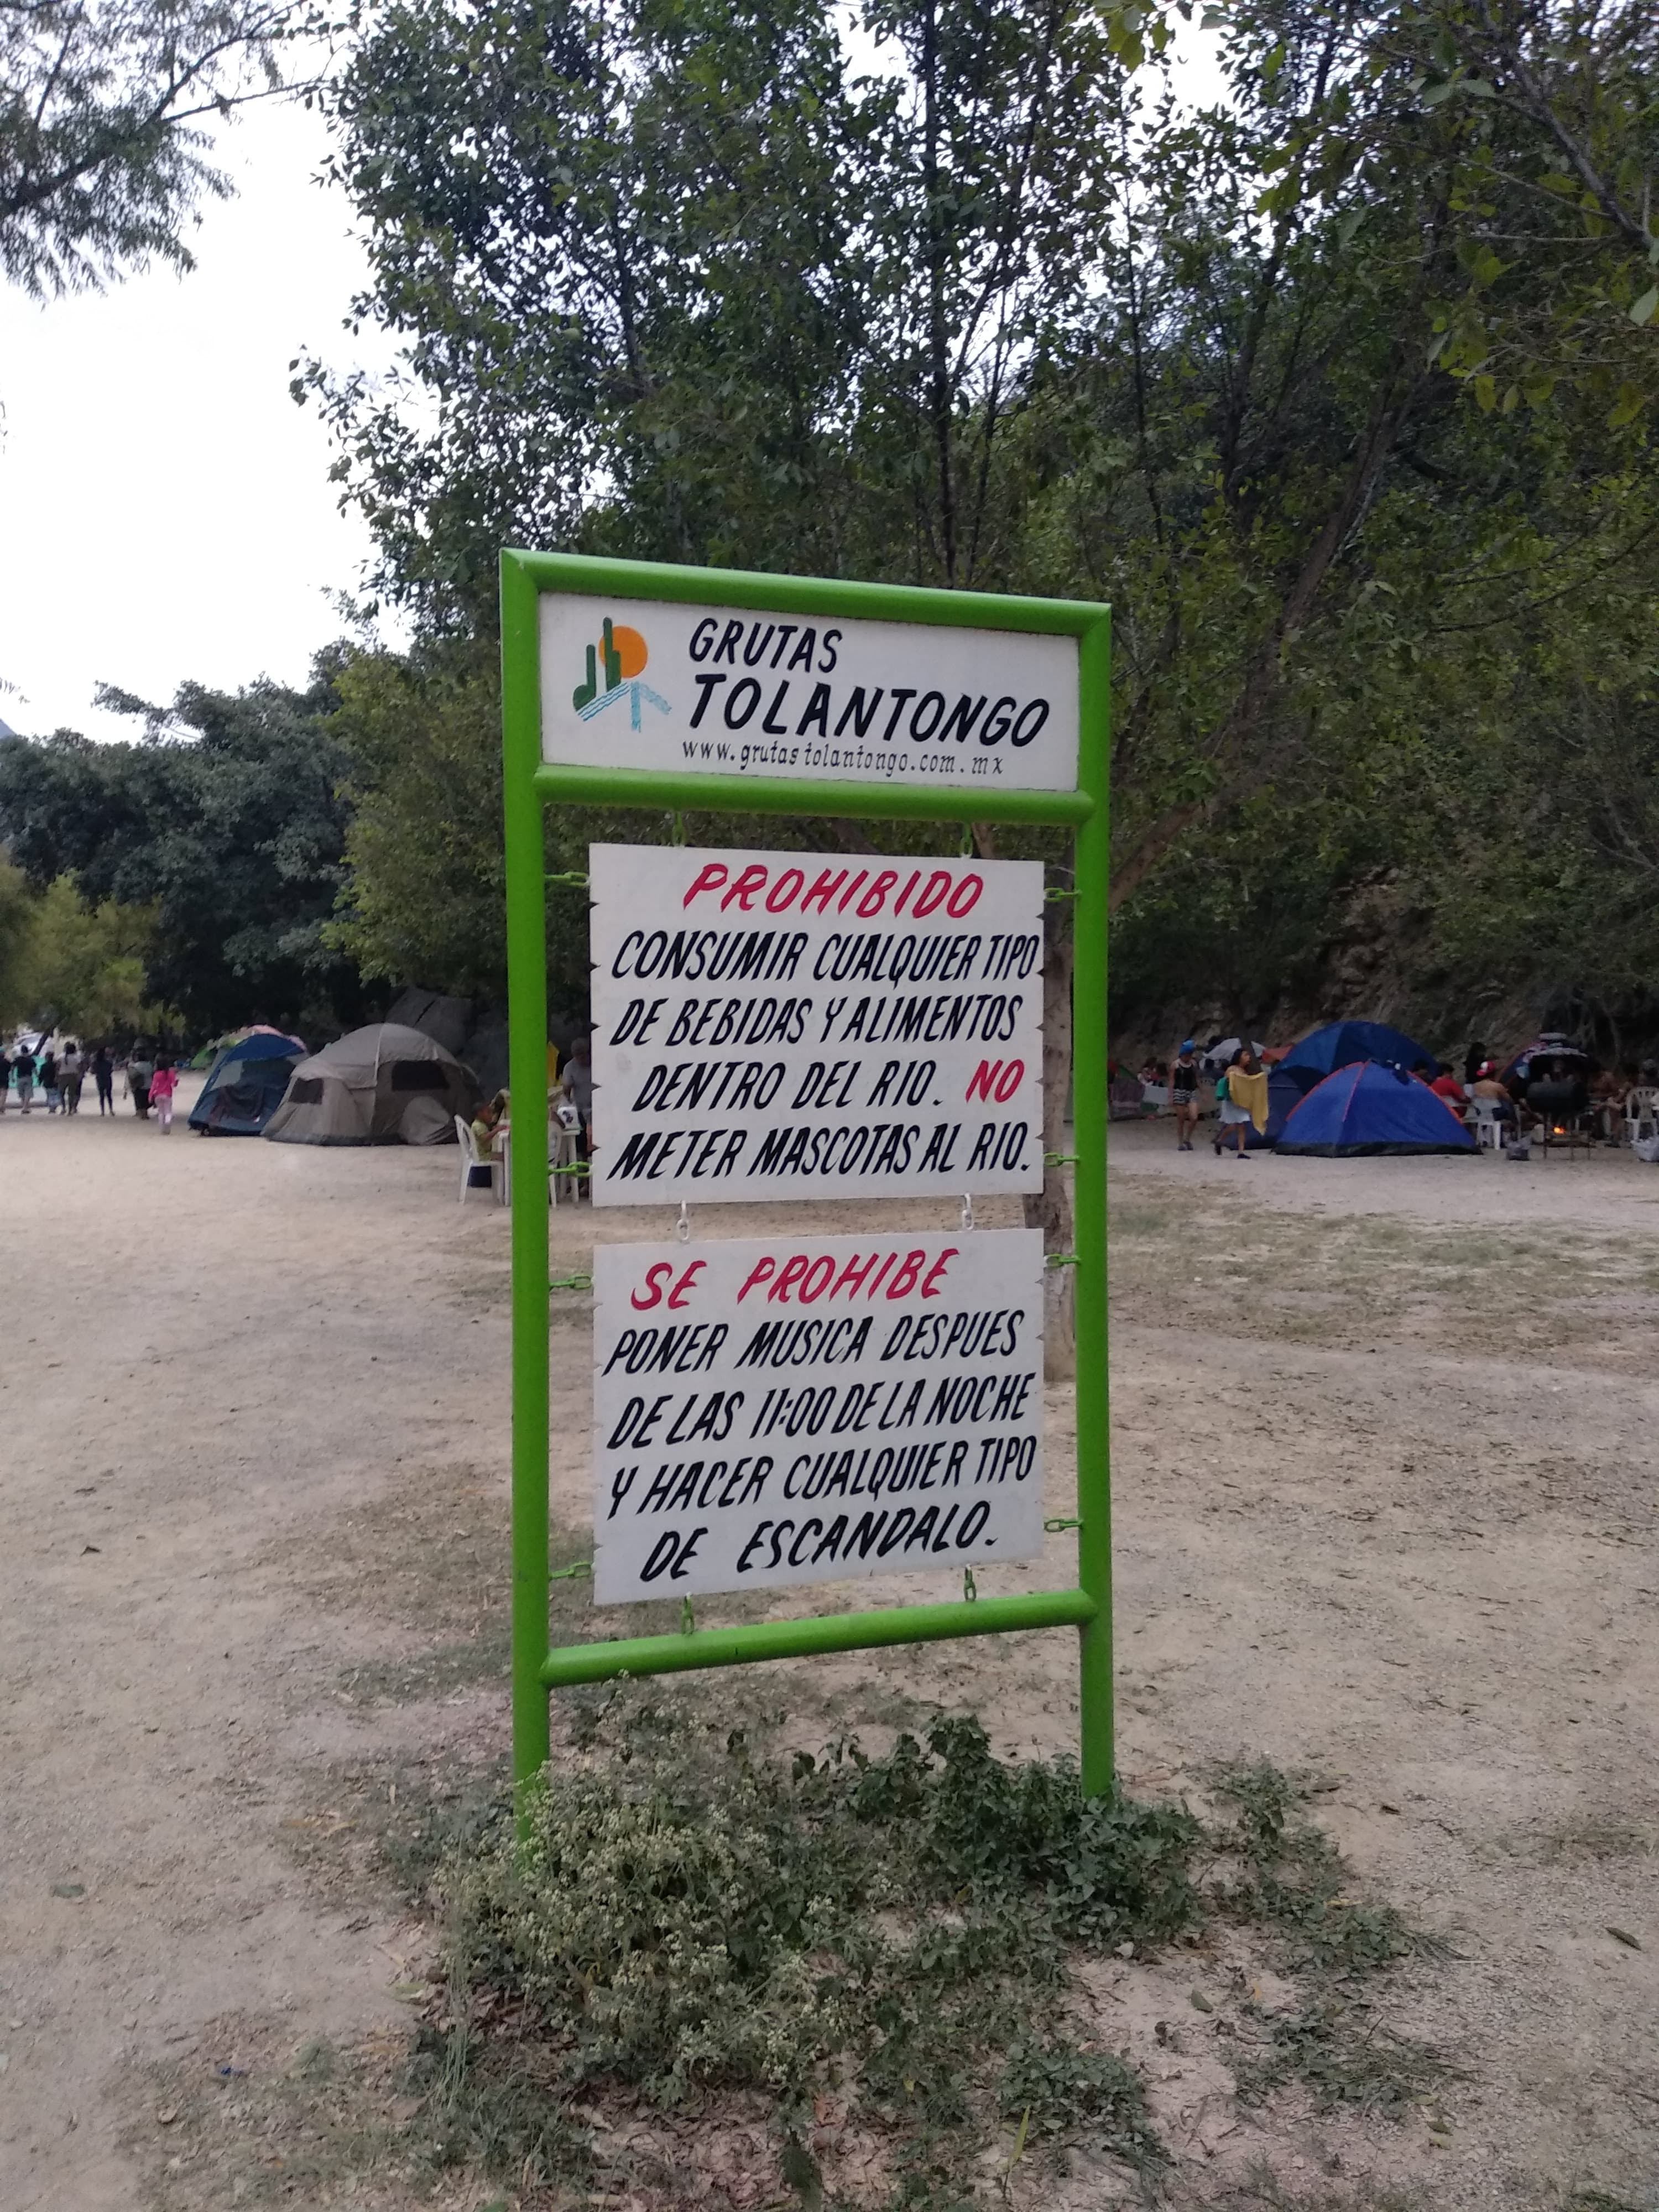 GRUTAS
TOLANTONGO
www.grutastolantongo.com.mx
PROHIBIDO
CONSUMIR CUALQUIER TIPO
DE BEBIDAS Y ALIMENTOS
DENTRO DEL RIO. NO
METER MASCOTAS AL RIO.
SE PROHIBE
PONER MUSICA DESPUES
DE LAS 11:00 DE LA NOCHE
Y HACER CUALQUIER TIPO
DE ESCANDALO.